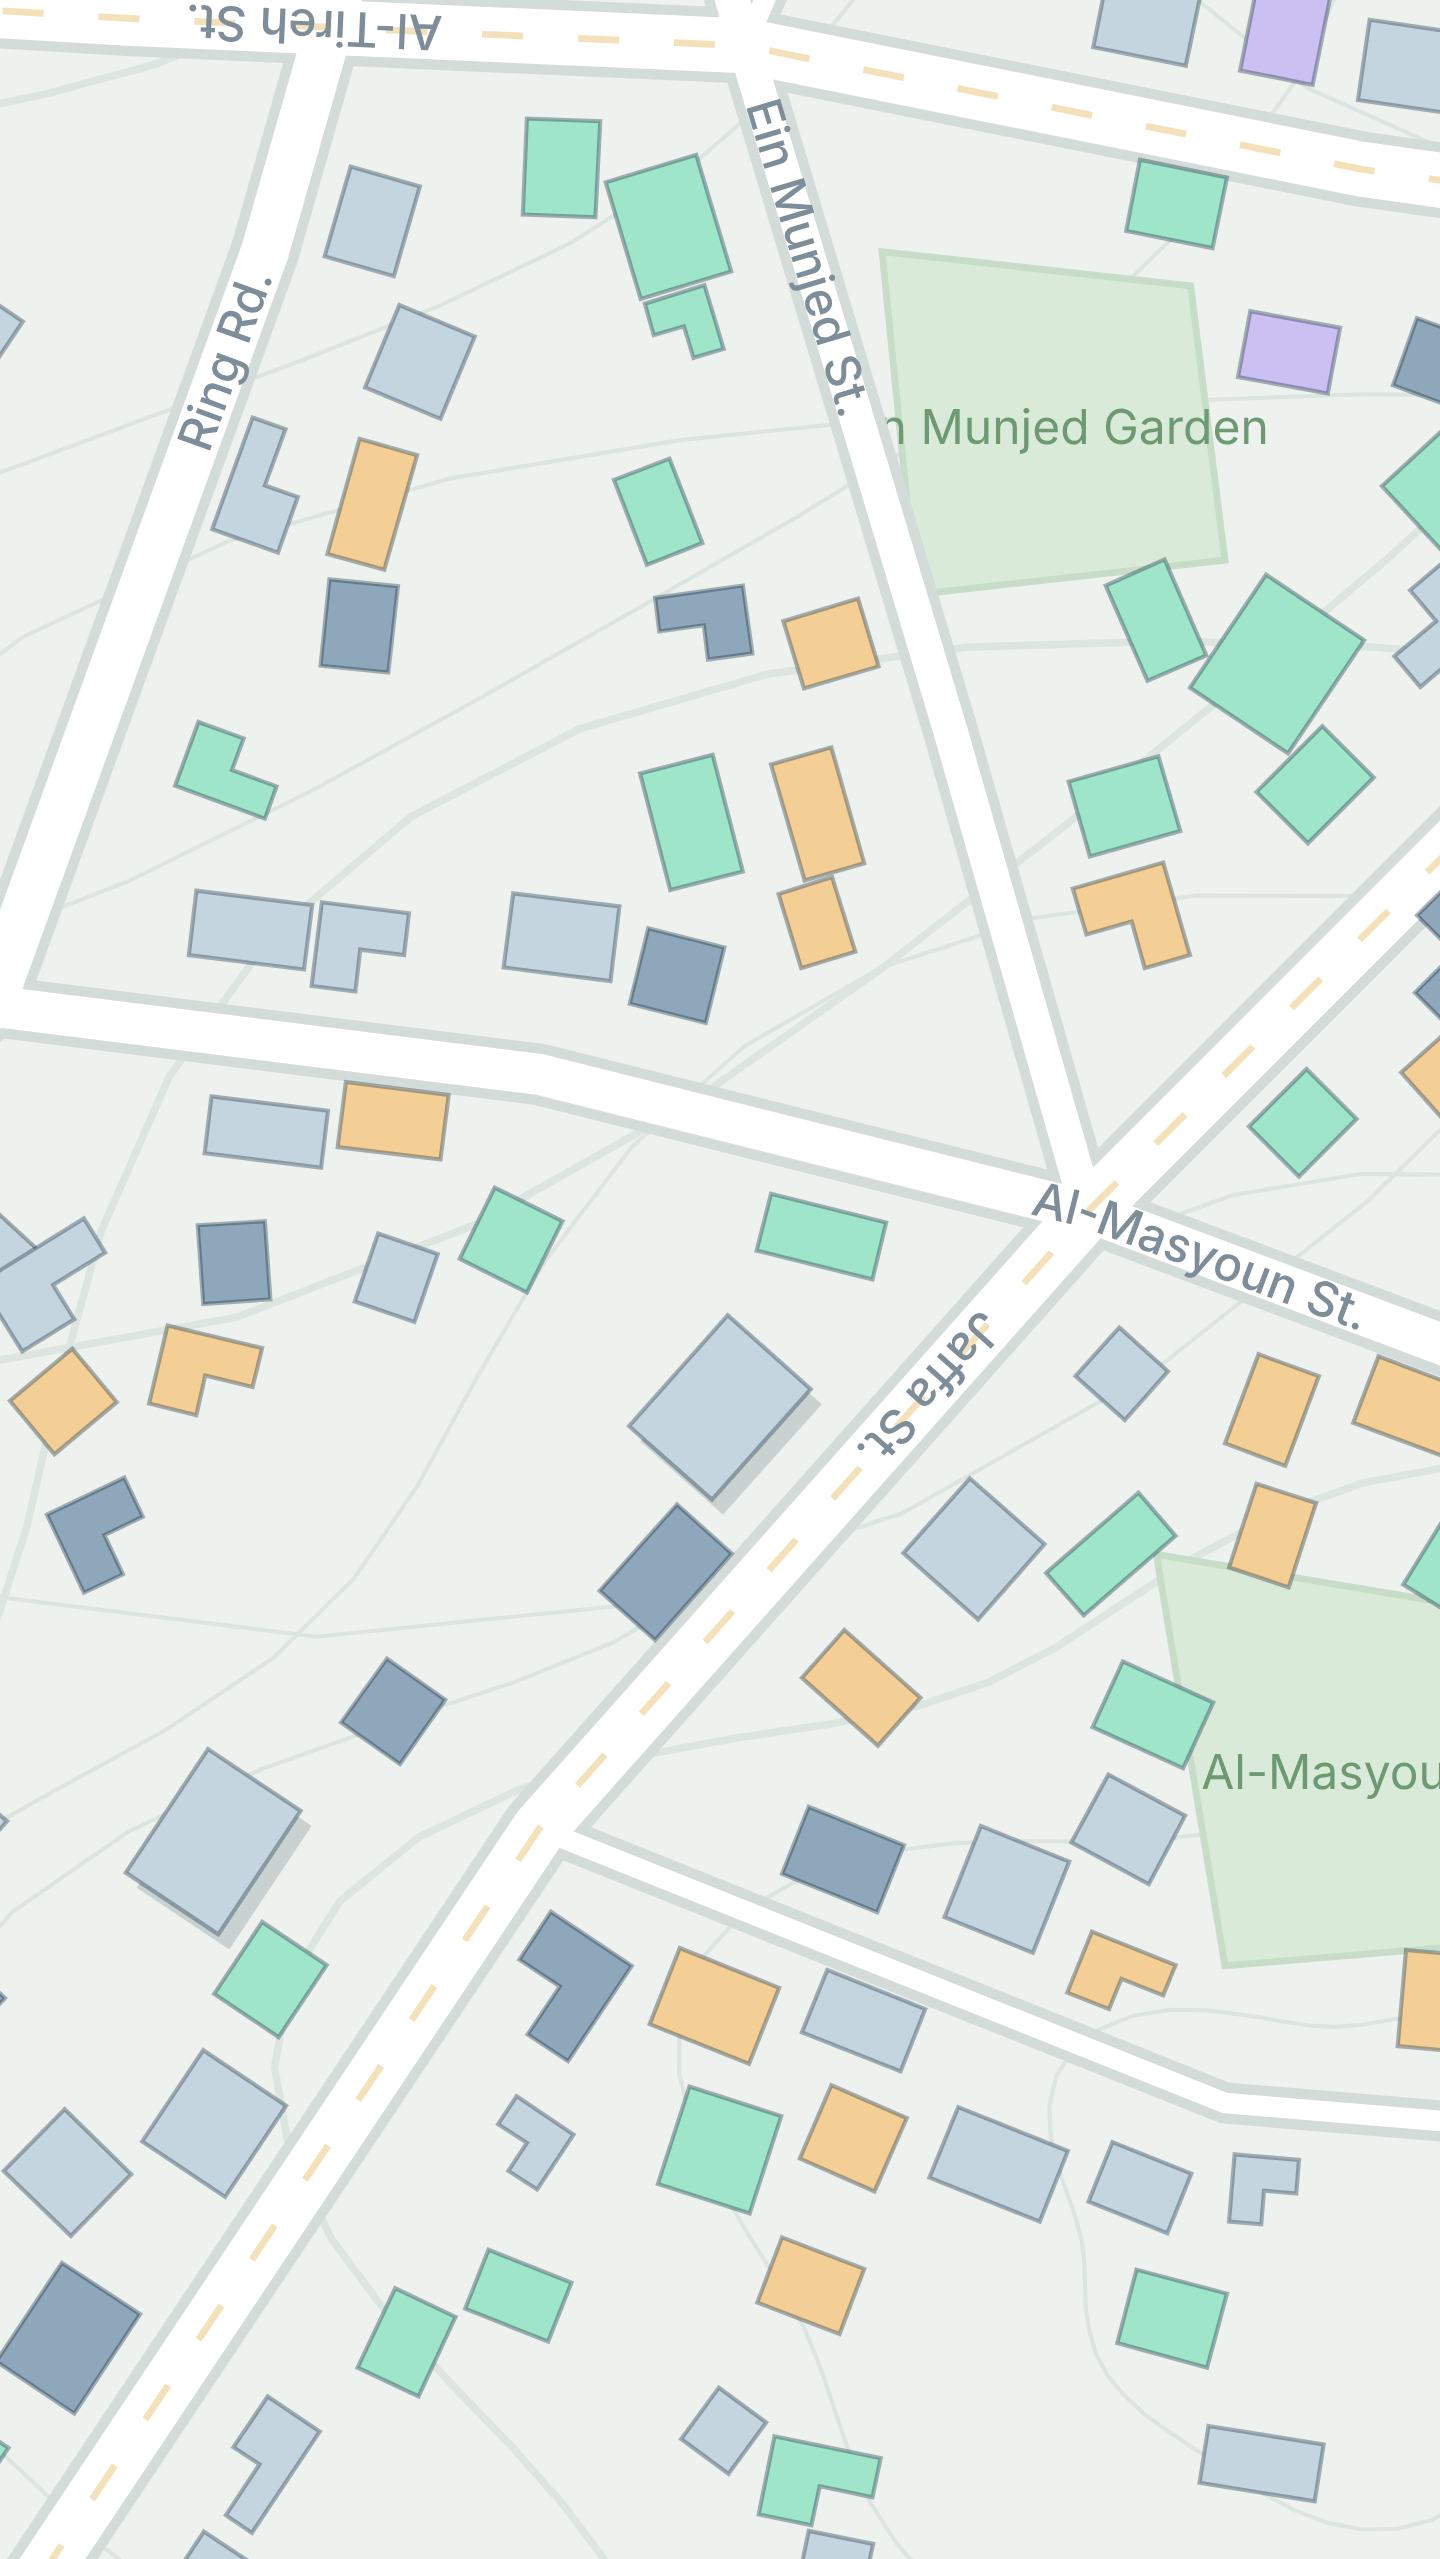 Al-Tireh St.
Ein Munjed St.
Ring Rd.
n Munjed Garden
Al-Masyoun St.
Jaffa St.
Al-Masyou